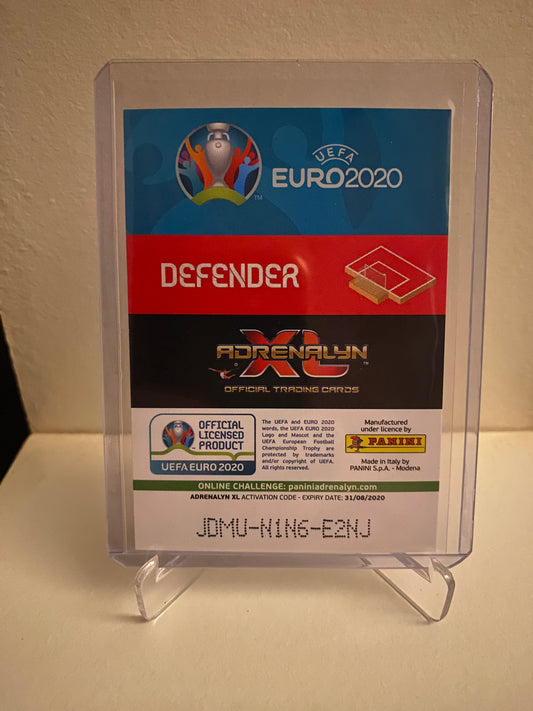 UEFA
EURO2020
TM
DEFENDER
ADRENALYN
XL
TM
OFFICIAL TRADING CARDS
OFFICIAL
LICENSED
PRODUCT
UEFA EURO 2020
The UEFA and EURO 2020
words, the UEFA EURO 2020
Logo and Mascot and the
UEFA European Football
Championship Trophy are
protected by trademarks
and/or copyright of UEFA.
All rights reserved.
Manufactured
under licence by
PANINI
Made in Italy by
PANINI S.p.A. - Modena
ONLINE CHALLENGE: paniniadrenalyn.com
ADRENALYN XL ACTIVATION CODE - EXPIRY DATE: 31/08/2020
JDMU-N1N6-E2NJ